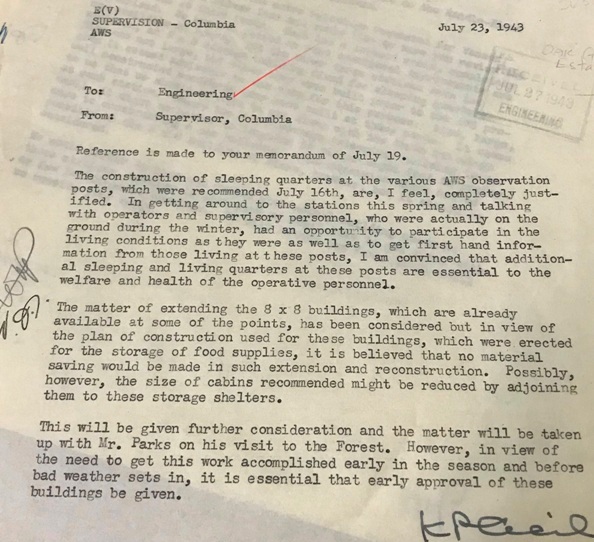 E(V)
SUPERVISION - Columbia
AWS
July 23, 1943
RECEIVED
JUL 27 1943
ENGINEERING
To: Engineering
From: Supervisor, Columbia
Reference is made to your memorandum of July 19.
The construction of sleeping quarters at the various AWS observation
posts, which were recommended July 16th, are, I feel, completely just-
ified. In getting around to the stations this spring and talking
with operators and supervisory personnel, who were actually on the
ground during the winter, had an opportunity to participate in the
living conditions as they were as well as to get first hand infor-
mation from those living at these posts, I am convinced that addition-
al sleeping and living quarters at these posts are essential to the
welfare and health of the operative personnel.
The matter of extending the 8 x 8 buildings, which are already
available at some of the points, has been considered but in view of
the plan of construction used for these buildings, which were erected
for the storage of food supplies, it is believed that no material
saving would be made in such extension and reconstruction. Possibly,
however, the size of cabins recommended might be reduced by adjoining
them to these storage shelters.
This will be given further consideration and the matter will be taken
up with Mr. Parks on his visit to the Forest. However, in view of
the need to get this work accomplished early in the season and before
bad weather sets in, it is essential that early approval of these
buildings be given.
K P Cecil